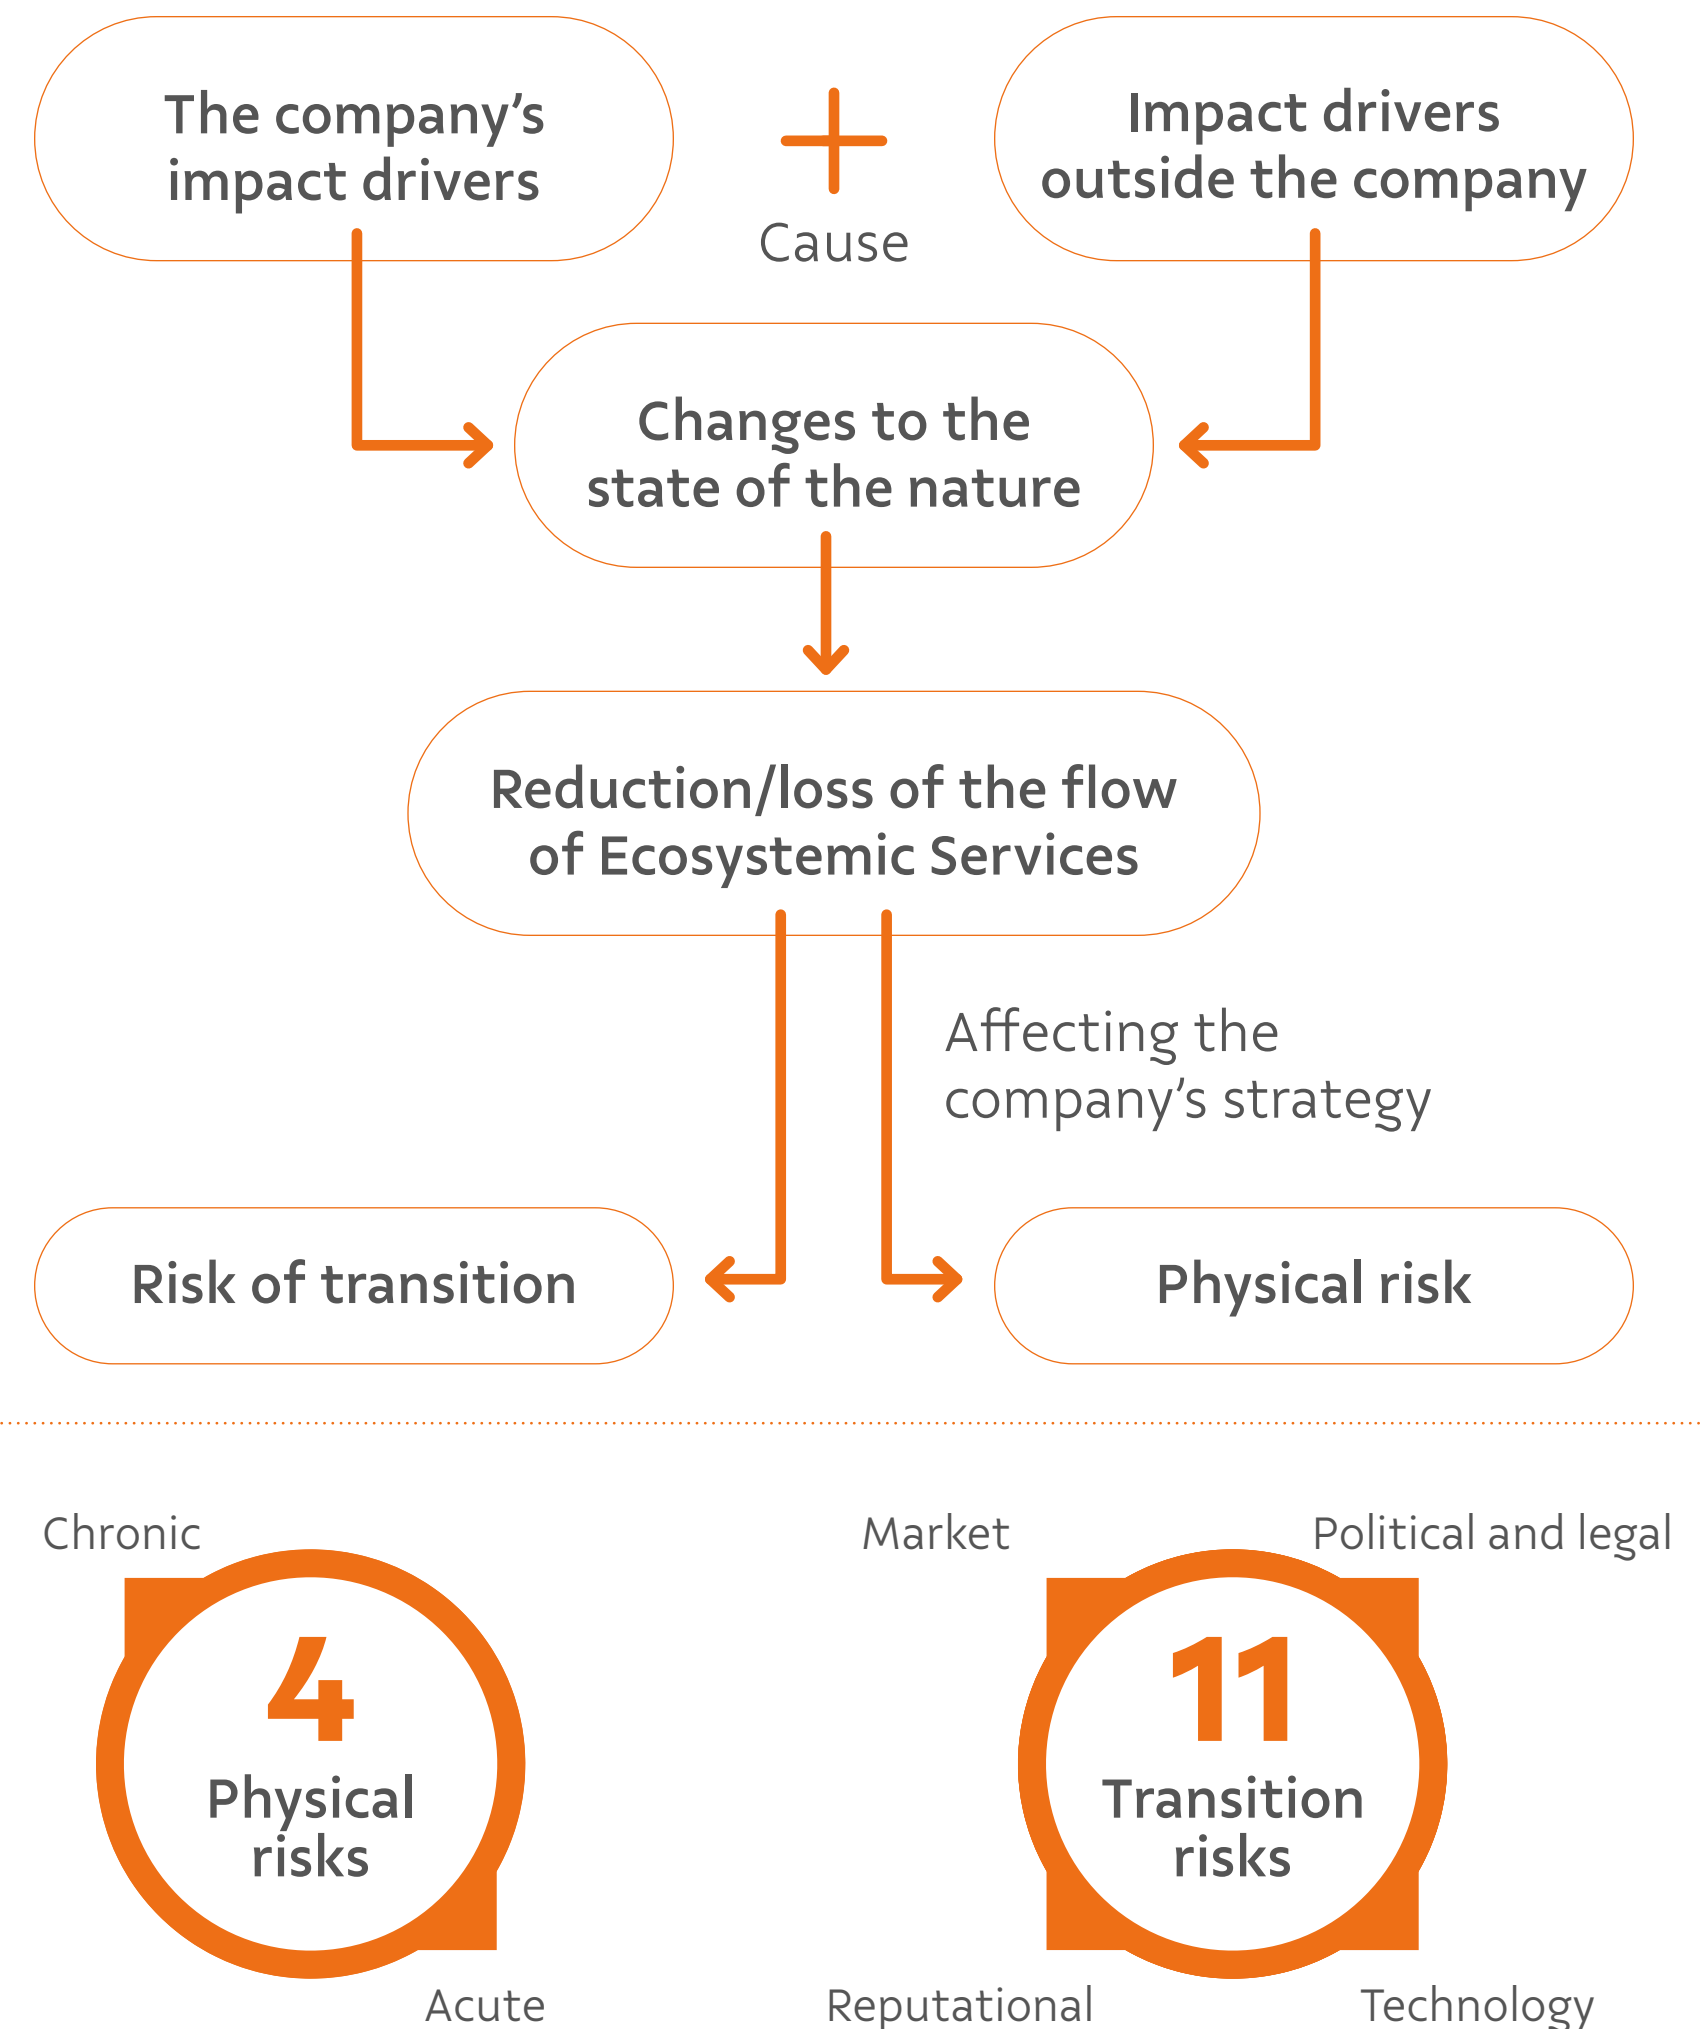 The company’s
impact drivers
Cause
Impact drivers
outside the company
Changes to the
state of the nature
Reduction/loss of the flow
of Ecosystemic Services
Affecting the
company’s strategy
Risk of transition
Physical risk
Chronic
4
Physical
risks
Acute
Market
Political and legal
11
Transition
risks
Reputational
Technology